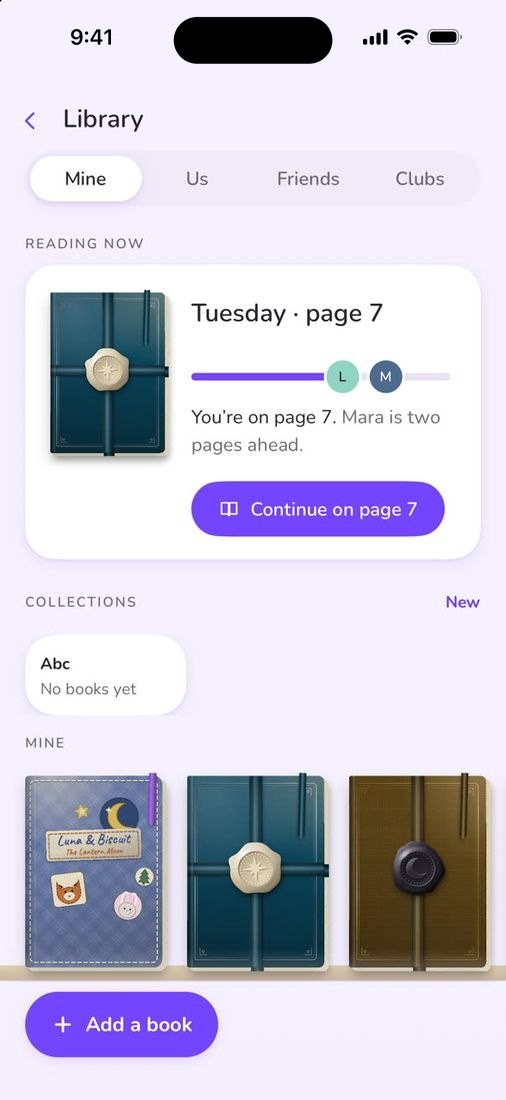 9:41
Library
Mine
Us
Friends
Clubs
READING NOW
Tuesday · page 7
L
M
You’re on page 7. Mara is two
pages ahead.
Continue on page 7
COLLECTIONS
New
Abc
No books yet
MINE
Luna & Biscuit
The Lantern Moon
Add a book